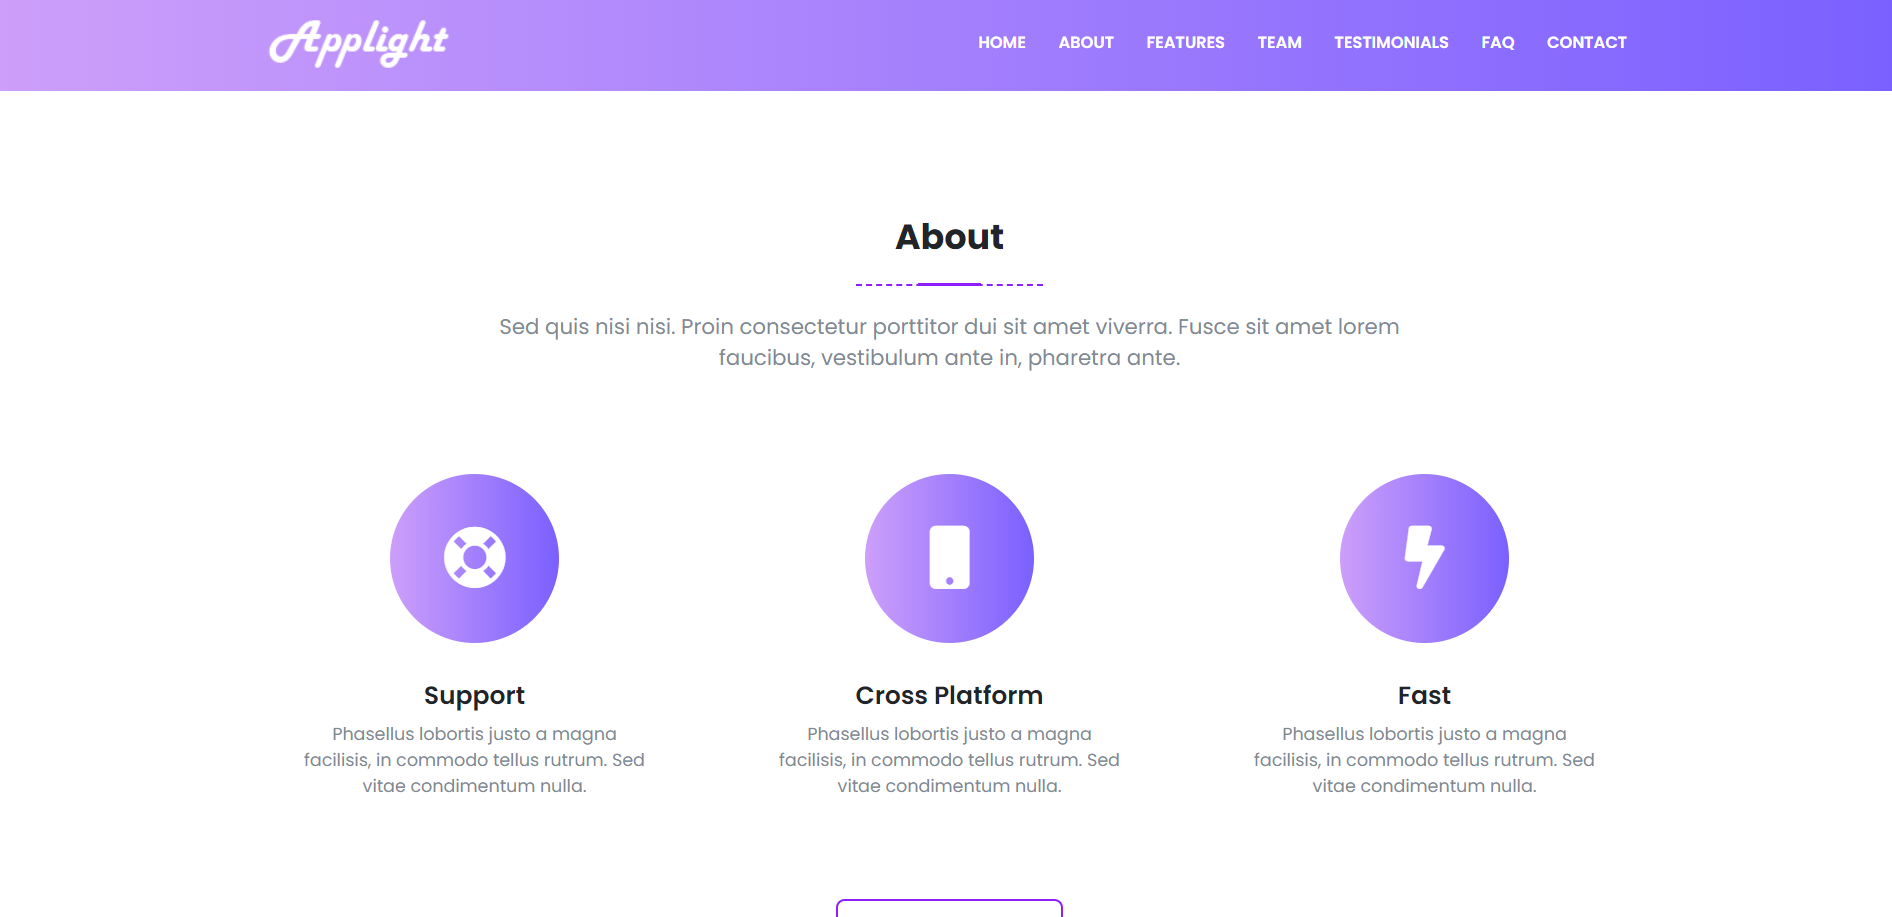 Applight
HOME ABOUT FEATURES TEAM TESTIMONIALS FAQ CONTACT
About
Sed quis nisi nisi. Proin consectetur porttitor dui sit amet viverra. Fusce sit amet lorem
faucibus, vestibulum ante in, pharetra ante.
Support
Phasellus lobortis justo a magna
facilisis, in commodo tellus rutrum. Sed
vitae condimentum nulla.
Cross Platform
Phasellus lobortis justo a magna
facilisis, in commodo tellus rutrum. Sed
vitae condimentum nulla.
Fast
Phasellus lobortis justo a magna
facilisis, in commodo tellus rutrum. Sed
vitae condimentum nulla.